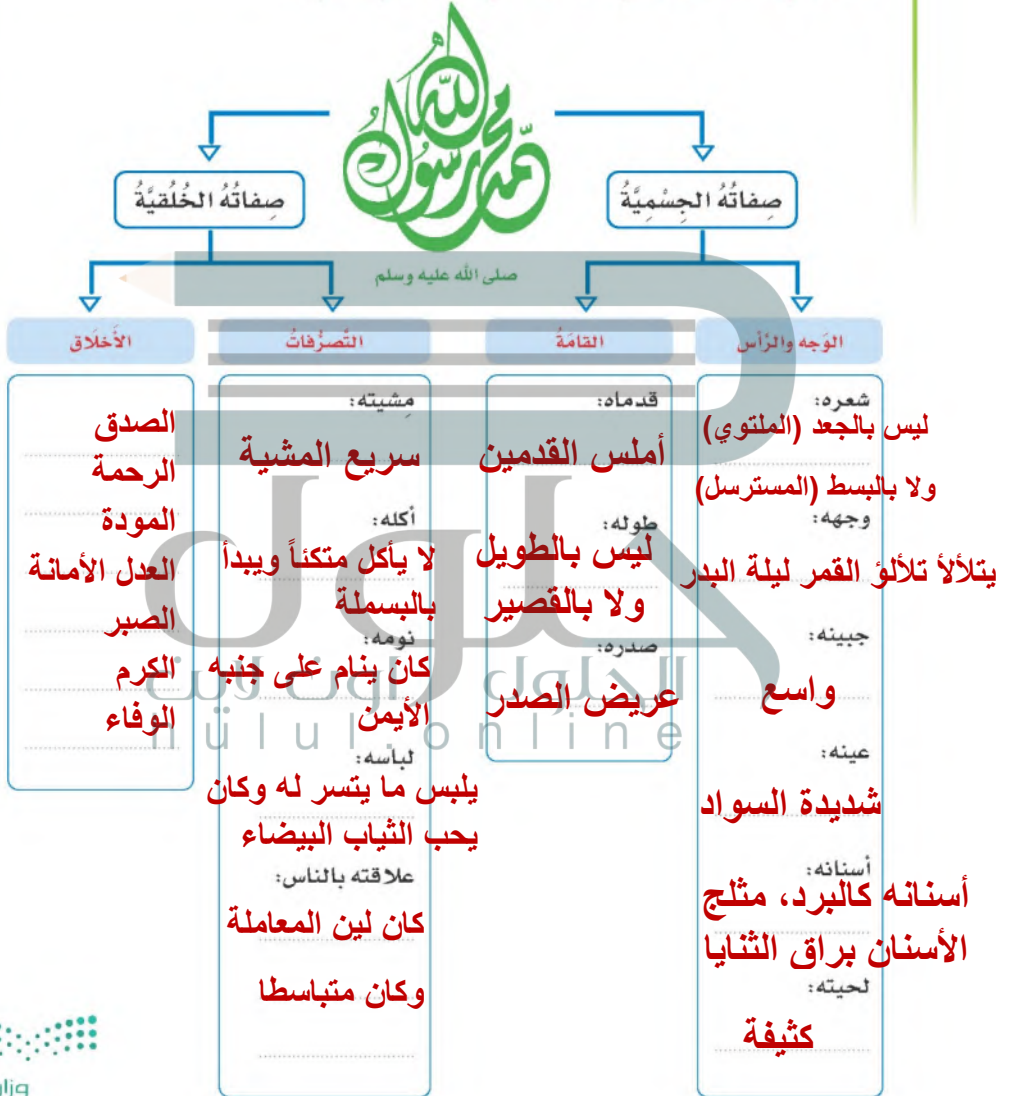 محمد رسول الله
صلى الله عليه وسلم
صِفاتُهُ الجِسْمِيَّةُ
صِفاتُهُ الخُلُقيَّةُ
الوَجه والرَّأس
شعره:
ليس بالجعد (الملتوي)
ولا بالبسط (المسترسل)
وجهه:
يتلألأ تلألؤ القمر ليلة البدر
جبينه:
واسع
عينه:
شديدة السواد
أسنانه:
أسنانه كالبرد، مثلج
الأسنان براق الثنايا
لحيته:
كثيفة
القامَةُ
قدماه:
أملس القدمين
طوله:
ليس بالطويل
ولا بالقصير
صدره:
عريض الصدر
التَّصرُّفاتُ
مِشيته:
سريع المشية
أكله:
لا يأكل متكئاً ويبدأ
بالبسملة
نومه:
كان ينام على جنبه
الأيمن
لباسه:
يلبس ما يتسر له وكان
يحب الثياب البيضاء
علاقته بالناس:
كان لين المعاملة
وكان متباسطا
الأَخلَاق
الصدق
الرحمة
المودة
العدل الأمانة
الصبر
الكرم
الوفاء
حلول
الحلول اون لاين
hulul.online